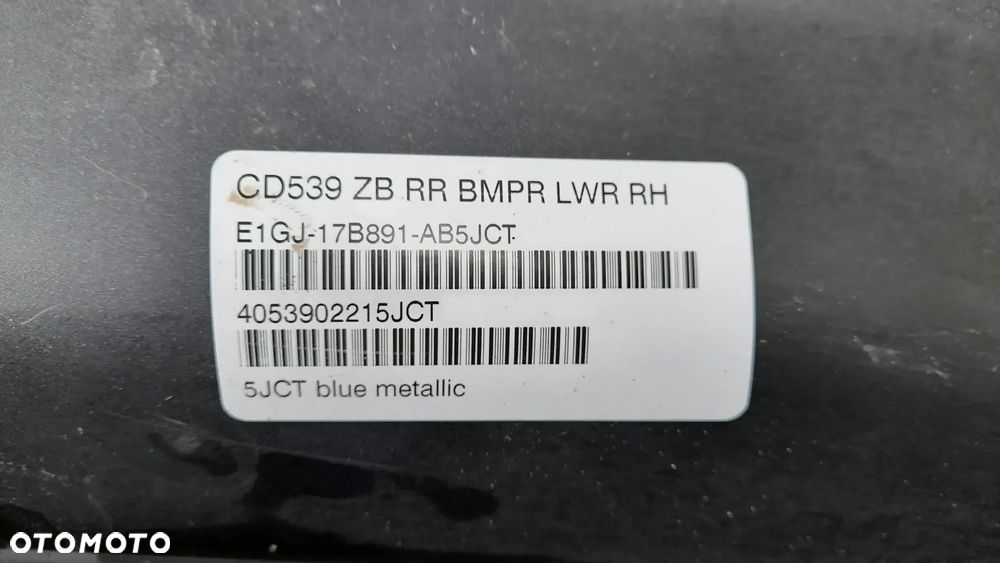 CD539 ZB RR BMPR LWR RH
E1GJ-17B891-AB5JCT
4053902215JCT
5JCT blue metallic
OTOMOTO